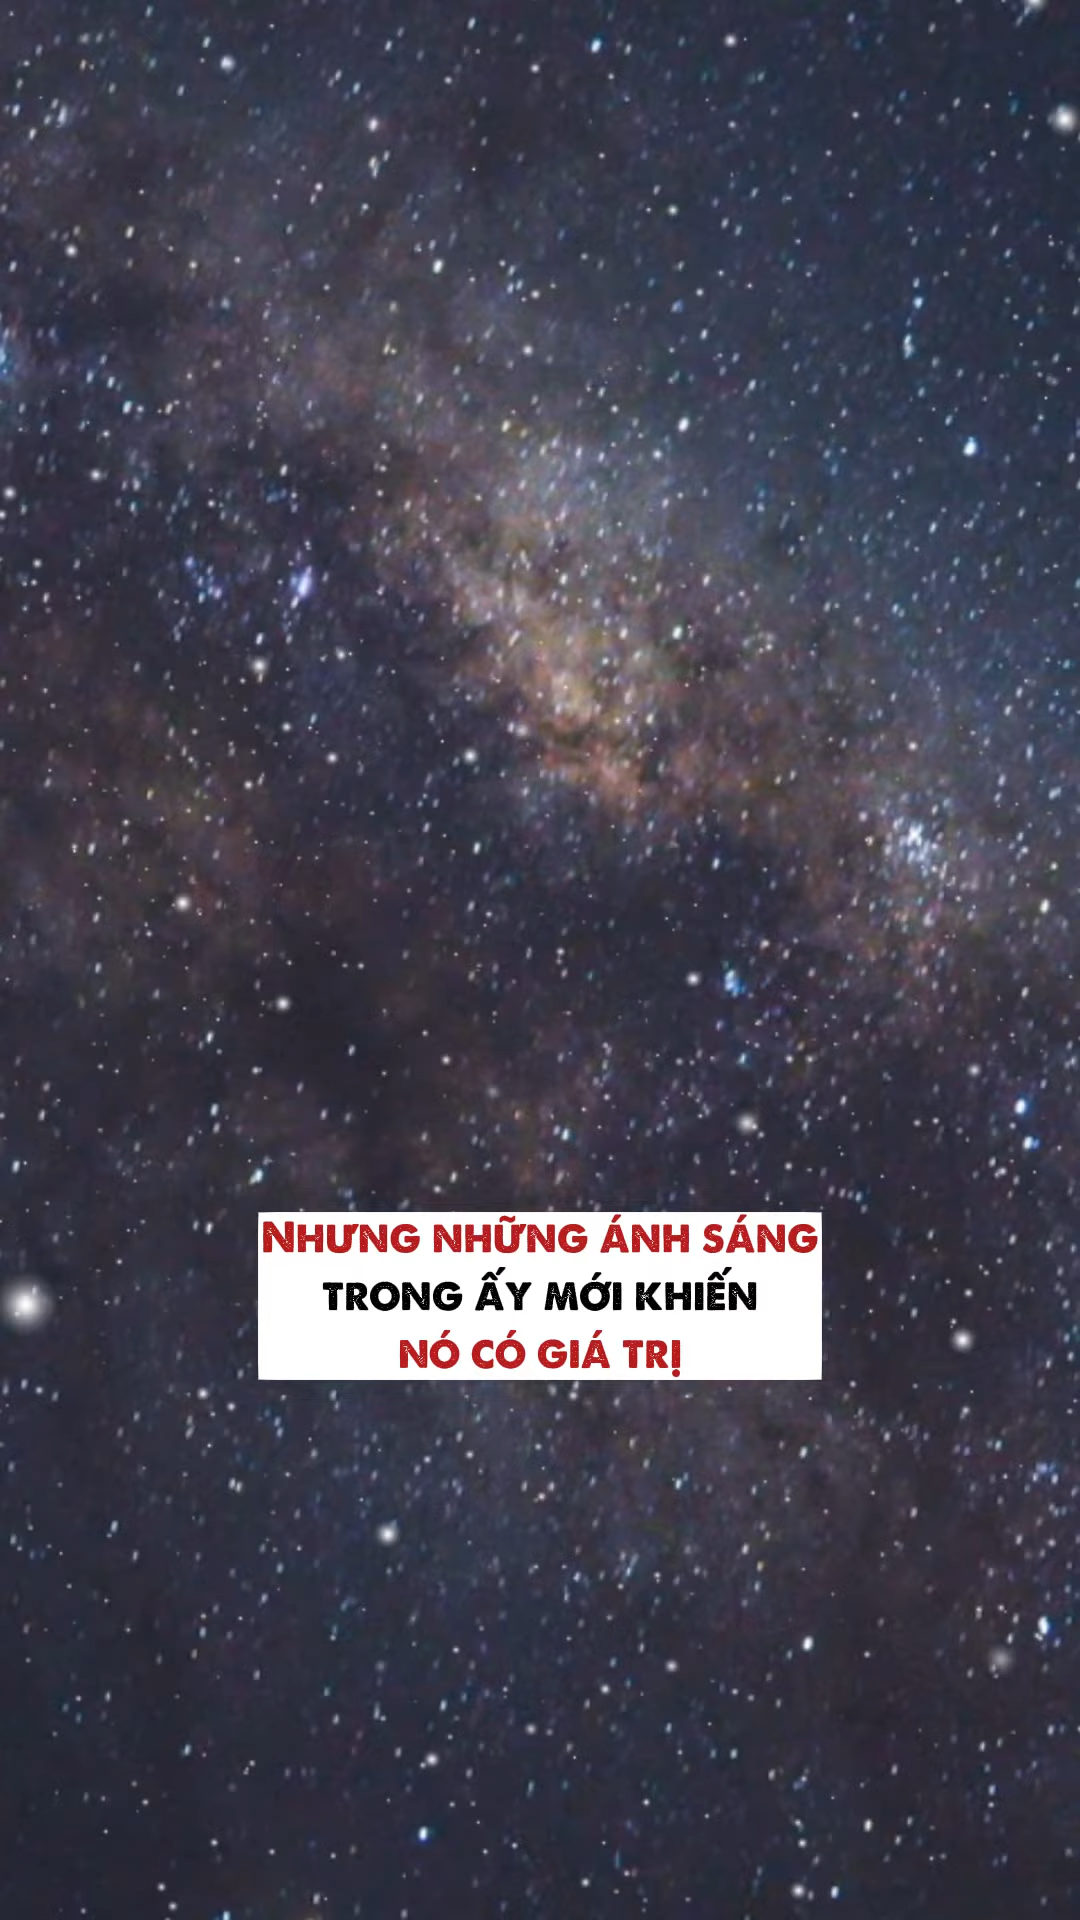 Nhưng những ánh sáng
trong ấy mới khiến
nó có giá trị